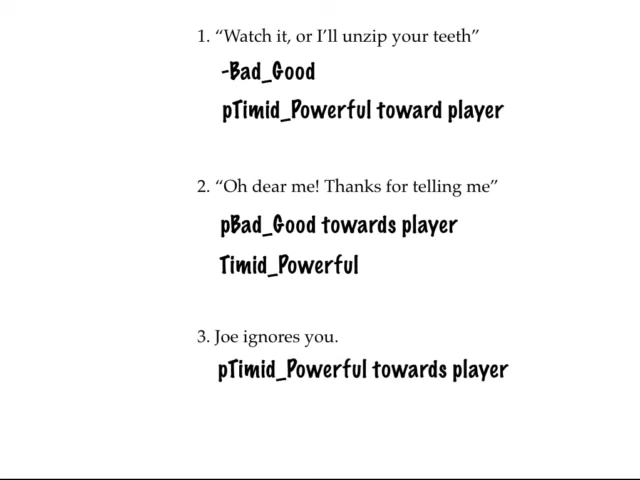 1. “Watch it, or I’ll unzip your teeth”
-Bad_Good
pTimid_Powerful toward player
2. “Oh dear me! Thanks for telling me”
pBad_Good towards player
Timid_Powerful
3. Joe ignores you.
pTimid_Powerful towards player